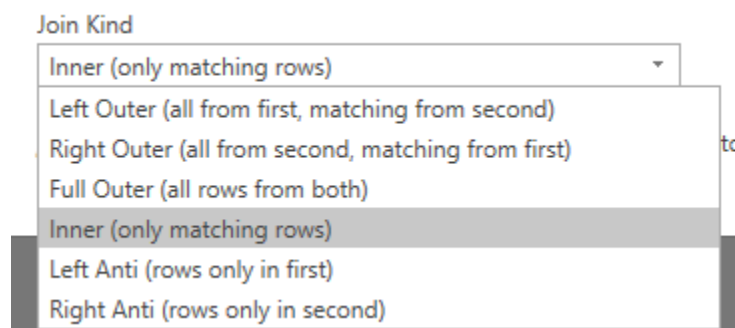 Join Kind
Inner (only matching rows)
Left Outer (all from first, matching from second)
Right Outer (all from second, matching from first)
Full Outer (all rows from both)
Inner (only matching rows)
Left Anti (rows only in first)
Right Anti (rows only in second)